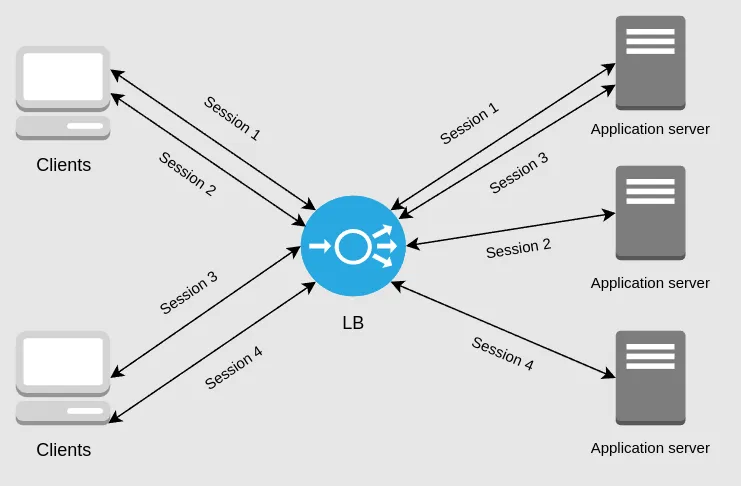 Session 1
Session 1
Application server
Clients
Session 2
Session 3
Session 2
Application server
Session 3
LB
Session 4
Session 4
Clients
Application server